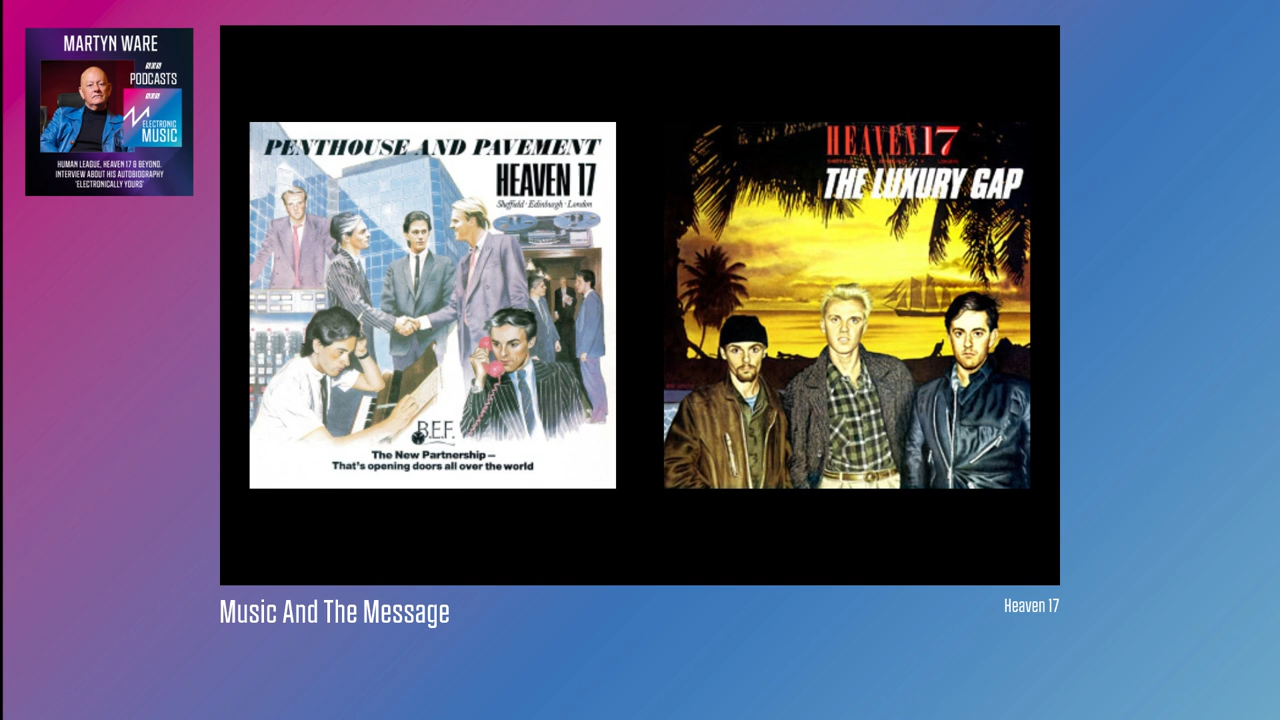 MARTYN WARE
SOS
PODCASTS
SOS
ELECTRONIC
MUSIC
HUMAN LEAGUE, HEAVEN 17 & BEYOND.
INTERVIEW ABOUT HIS AUTOBIOGRAPHY
'ELECTRONICALLY YOURS'
PENTHOUSE AND PAVEMENT
HEAVEN 17
Sheffield · Edinburgh · London
B.E.F.
The New Partnership –
That's opening doors all over the world
HEAVEN 17
THE LUXURY GAP
Music And The Message
Heaven 17